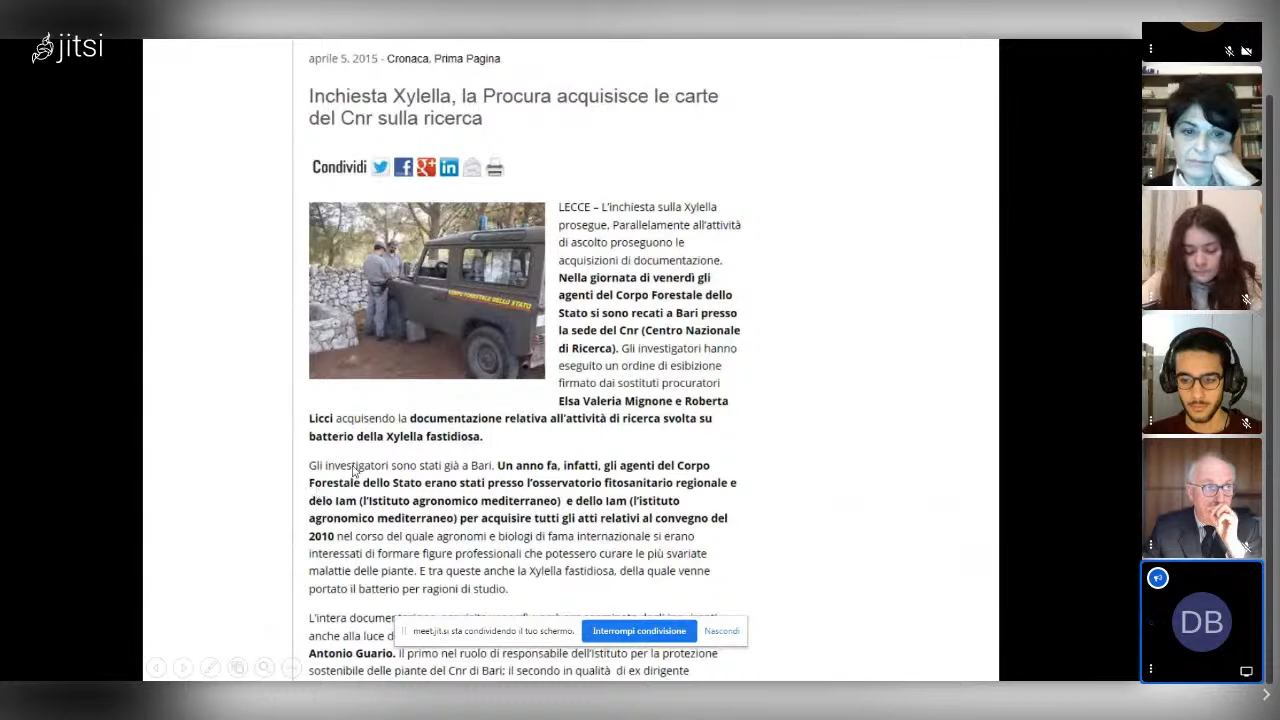 jitsi
aprile 5, 2015 - Cronaca, Prima Pagina
Inchiesta Xylella, la Procura acquisisce le carte
del Cnr sulla ricerca
Condividi
CORPO FORESTALE DELLO STATO
LECCE – L'inchiesta sulla Xylella
prosegue. Parallelamente all'attività
di ascolto proseguono le
acquisizioni di documentazione.
Nella giornata di venerdì gli
agenti del Corpo Forestale dello
Stato si sono recati a Bari presso
la sede del Cnr (Centro Nazionale
di Ricerca). Gli investigatori hanno
eseguito un ordine di esibizione
firmato dai sostituti procuratori
Elsa Valeria Mignone e Roberta
Licci acquisendo la documentazione relativa all'attività di ricerca svolta su
batterio della Xylella fastidiosa.
Gli investigatori sono stati già a Bari. Un anno fa, infatti, gli agenti del Corpo
Forestale dello Stato erano stati presso l'osservatorio fitosanitario regionale e
delo Iam (l'Istituto agronomico mediterraneo) e dello Iam (l'istituto
agronomico mediterraneo) per acquisire tutti gli atti relativi al convegno del
2010 nel corso del quale agronomi e biologi di fama internazionale si erano
interessati di formare figure professionali che potessero curare le più svariate
malattie delle piante. E tra queste anche la Xylella fastidiosa, della quale venne
portato il batterio per ragioni di studio.
L'intera
anche alla luce
meet.jit.si sta condividendo il tuo schermo. Interrompi condivisione Nascondi
Antonio Guario. Il primo nel ruolo di responsabile dell'Istituto per la protezione
sostenibile delle piante del Cnr di Bari; il secondo in qualità di ex dirigente
DB